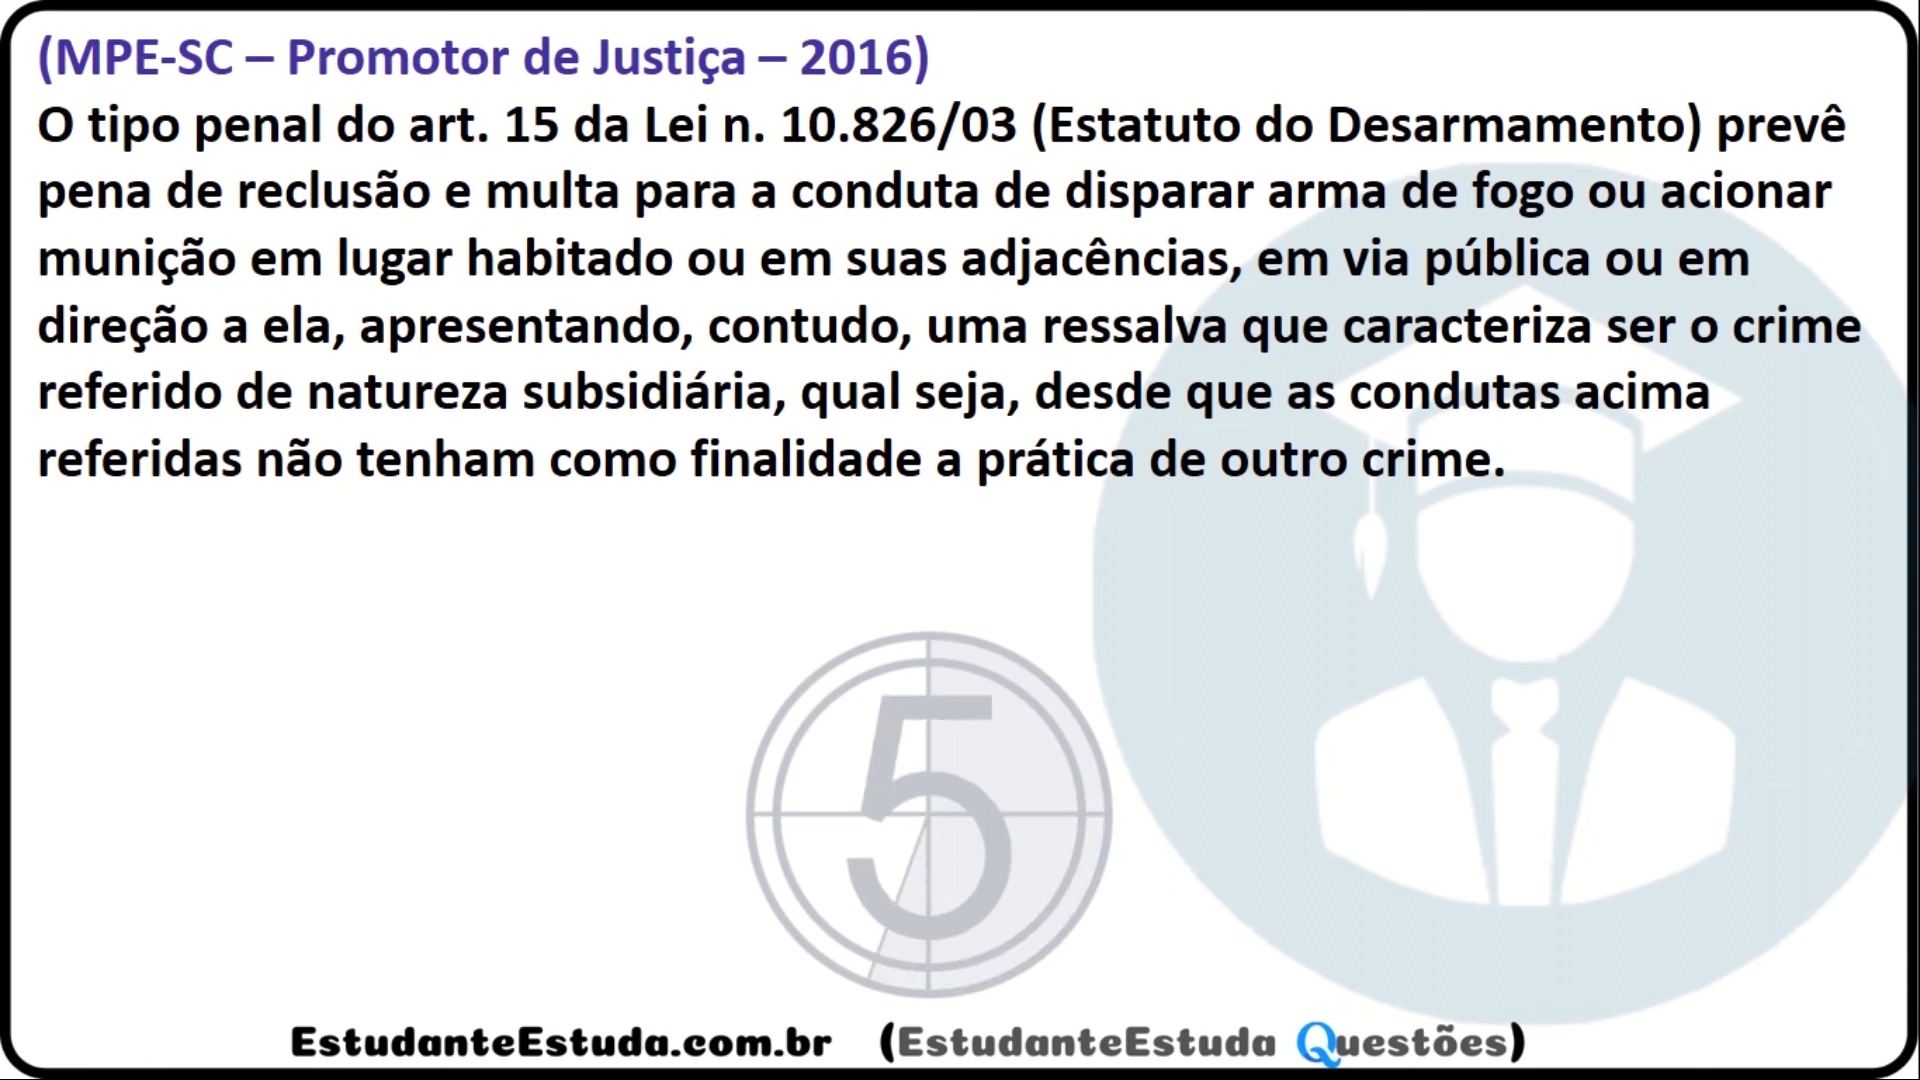 (MPE-SC – Promotor de Justiça – 2016)
O tipo penal do art. 15 da Lei n. 10.826/03 (Estatuto do Desarmamento) prevê
pena de reclusão e multa para a conduta de disparar arma de fogo ou acionar
munição em lugar habitado ou em suas adjacências, em via pública ou em
direção a ela, apresentando, contudo, uma ressalva que caracteriza ser o crime
referido de natureza subsidiária, qual seja, desde que as condutas acima
referidas não tenham como finalidade a prática de outro crime.
5
EstudanteEstuda.com.br (EstudanteEstuda Questões)